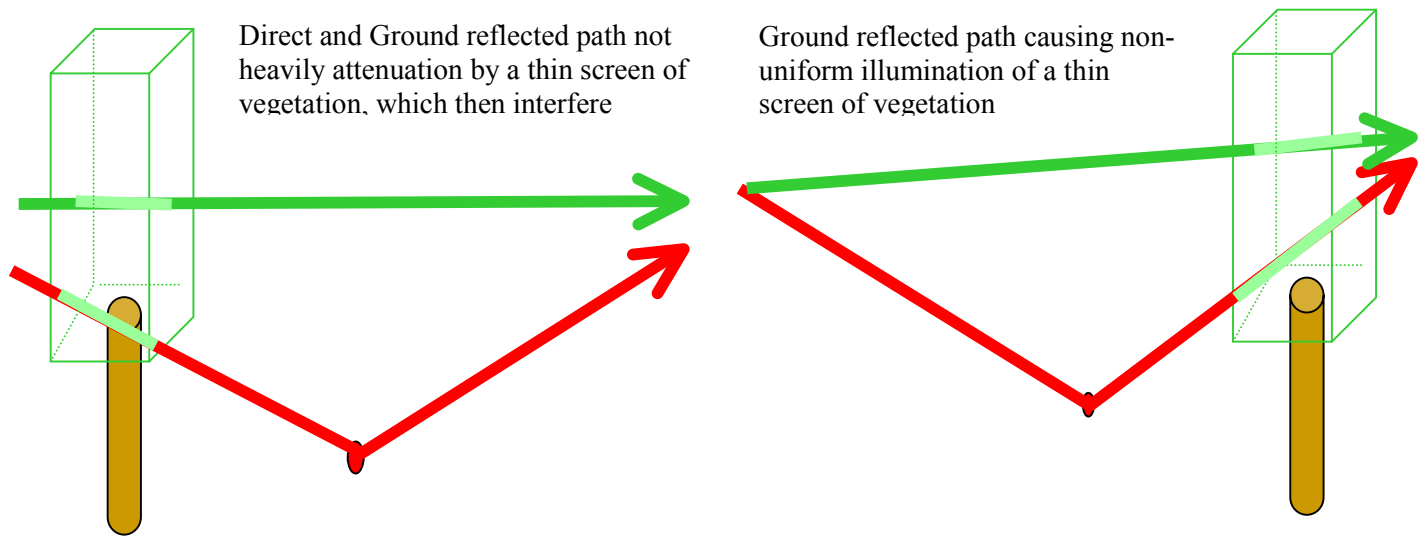 Direct and Ground reflected path not
heavily attenuation by a thin screen of
vegetation, which then interfere
Ground reflected path causing non-
uniform illumination of a thin
screen of vegetation